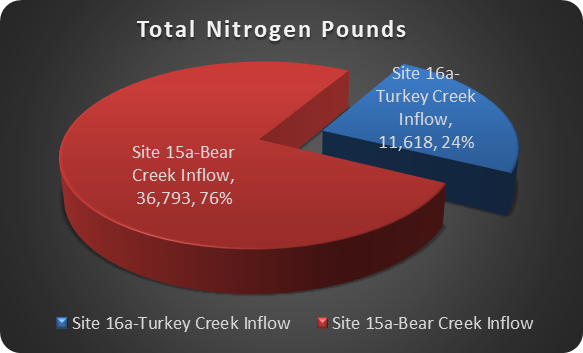 Total Nitrogen Pounds
Site 16a-
Turkey Creek
Inflow,
11,618, 24%
Site 15a-Bear
Creek Inflow,
36,793, 76%
Site 16a-Turkey Creek Inflow
Site 15a-Bear Creek Inflow